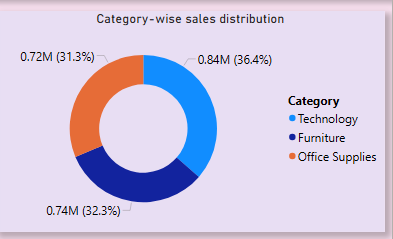 Category-wise sales distribution
0.72M (31.3%)
0.84M (36.4%)
Category
Technology
Furniture
Office Supplies
0.74M (32.3%)